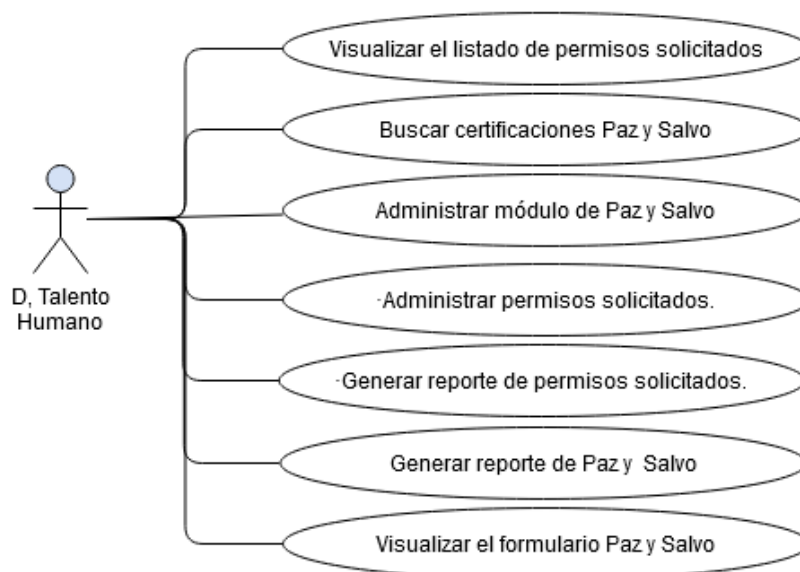 Visualizar el listado de permisos solicitados
Buscar certificaciones Paz y Salvo
Administrar módulo de Paz y Salvo
D, Talento
Humano
·Administrar permisos solicitados.
·Generar reporte de permisos solicitados.
Generar reporte de Paz y Salvo
Visualizar el formulario Paz y Salvo